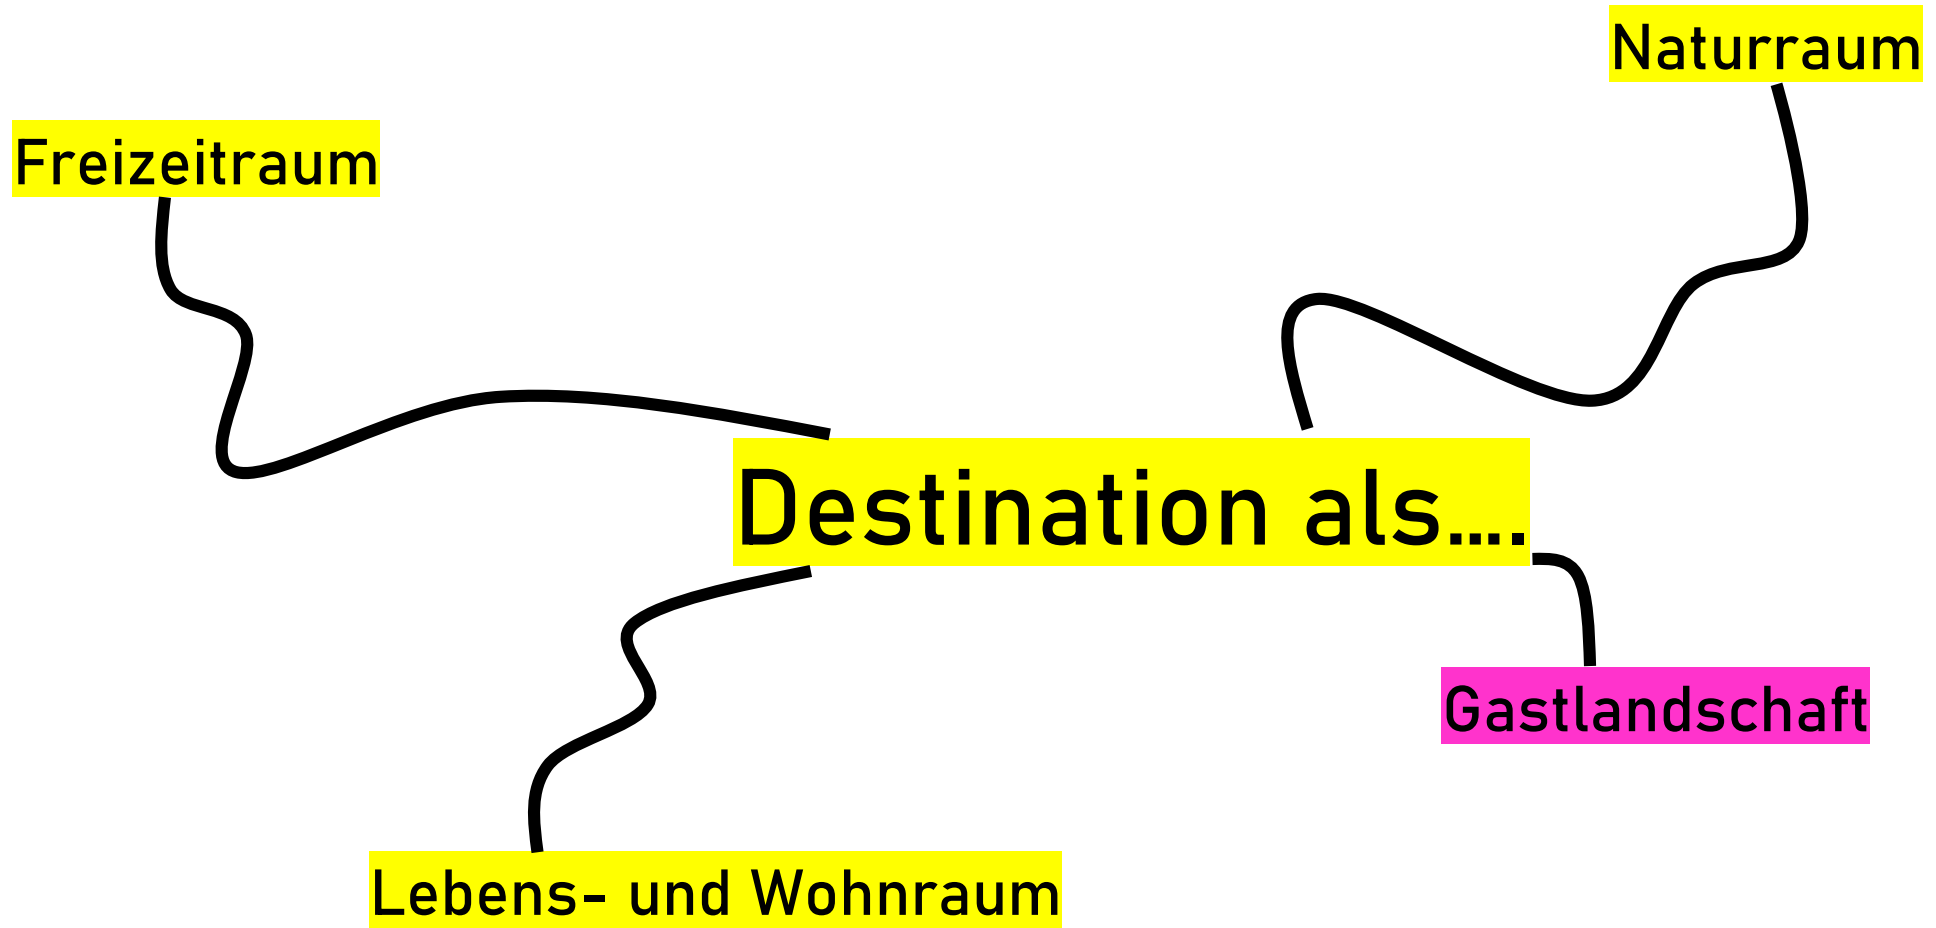 Naturraum
Freizeitraum
Destination als....
Gastlandschaft
Lebens- und Wohnraum